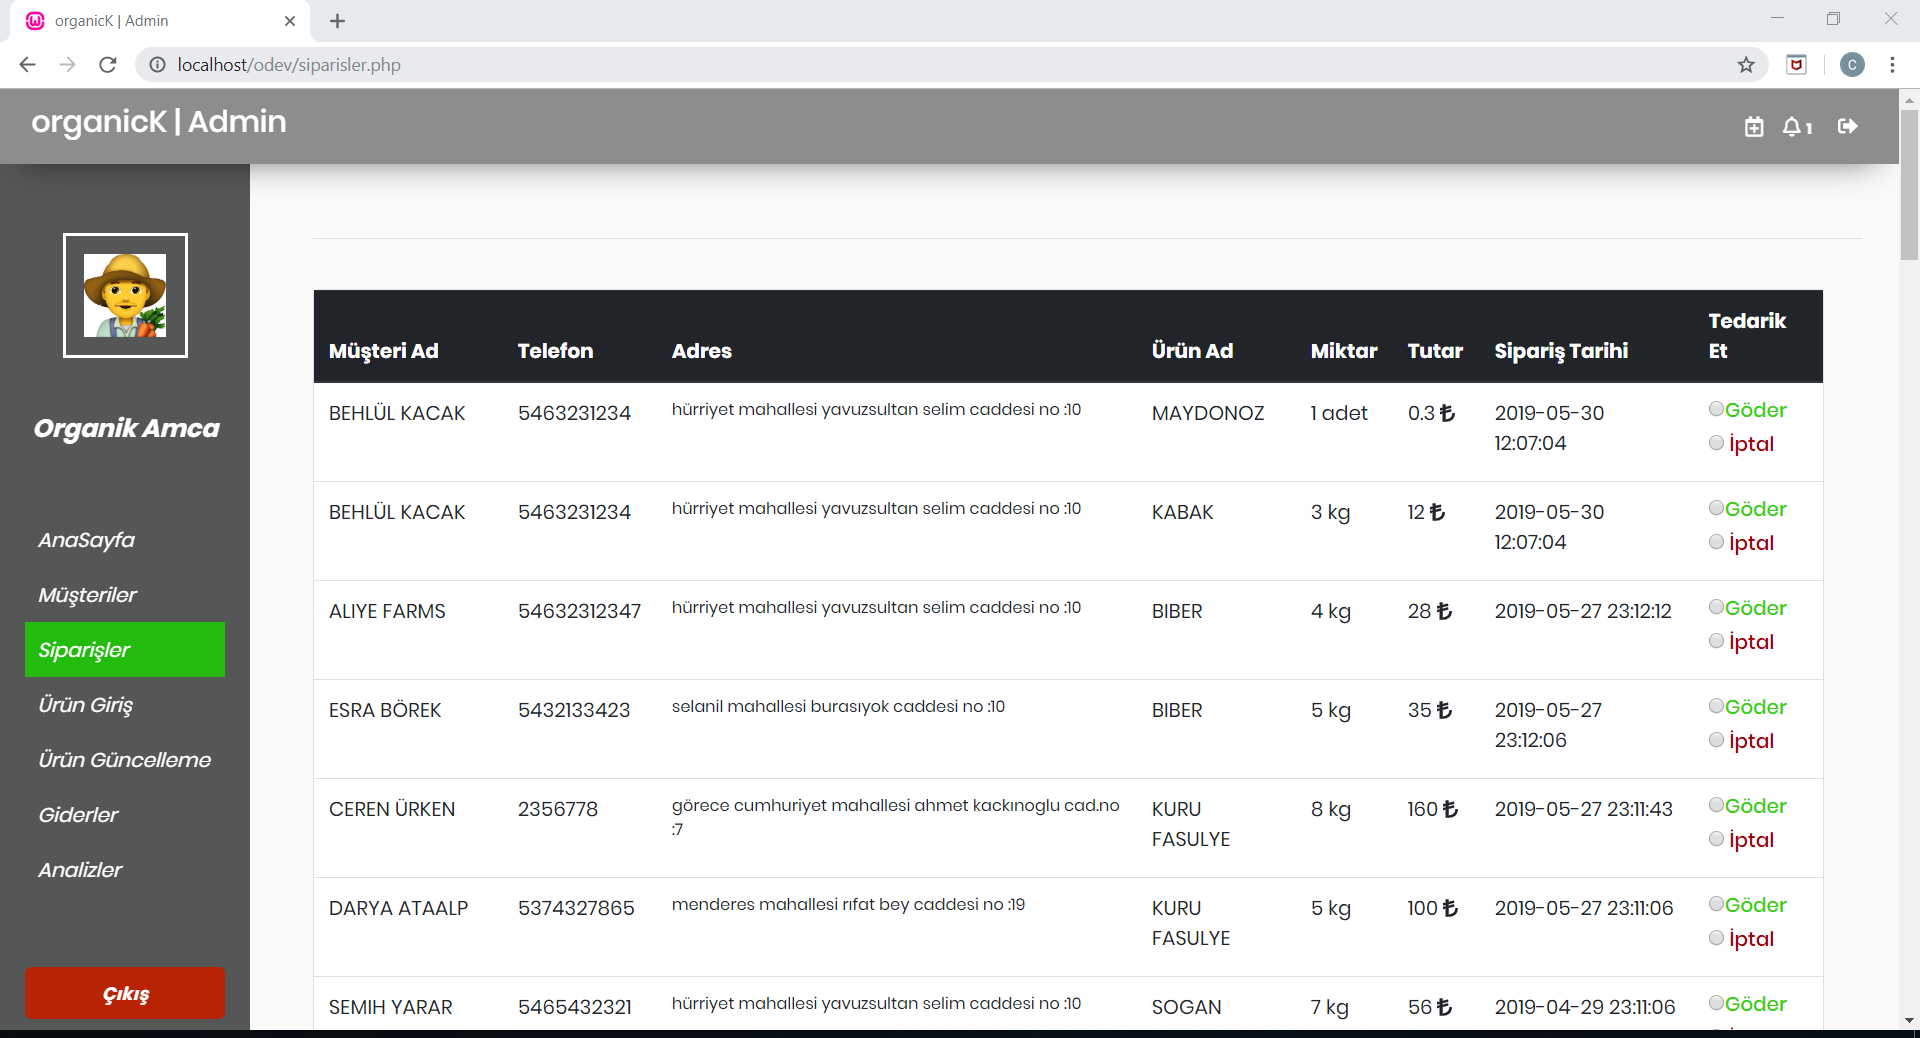 organicK | Admin
localhost/odev/siparisler.php
C
organicK | Admin
1
Organik Amca
AnaSayfa
Müşteriler
Siparişler
Ürün Giriş
Ürün Güncelleme
Giderler
Analizler
Çıkış
Müşteri Ad Telefon Adres Ürün Ad Miktar Tutar Sipariş Tarihi Tedarik Et
BEHLÜL KACAK 5463231234 hürriyet mahallesi yavuzsultan selim caddesi no :10 MAYDONOZ 1 adet 0.3 ₺ 2019-05-30 Göder
12:07:04 İptal
BEHLÜL KACAK 5463231234 hürriyet mahallesi yavuzsultan selim caddesi no :10 KABAK 3 kg 12 ₺ 2019-05-30 Göder
12:07:04 İptal
ALIYE FARMS 54632312347 hürriyet mahallesi yavuzsultan selim caddesi no :10 BIBER 4 kg 28 ₺ 2019-05-27 23:12:12 Göder
İptal
ESRA BÖREK 5432133423 selanil mahallesi burasıyok caddesi no :10 BIBER 5 kg 35 ₺ 2019-05-27 Göder
23:12:06 İptal
CEREN ÜRKEN 2356778 görece cumhuriyet mahallesi ahmet kackınoglu cad.no KURU 8 kg 160 ₺ 2019-05-27 23:11:43 Göder
:7 FASULYE İptal
DARYA ATAALP 5374327865 menderes mahallesi rıfat bey caddesi no :19 KURU 5 kg 100 ₺ 2019-05-27 23:11:06 Göder
FASULYE İptal
SEMIH YARAR 5465432321 hürriyet mahallesi yavuzsultan selim caddesi no :10 SOGAN 7 kg 56 ₺ 2019-04-29 23:11:06 Göder